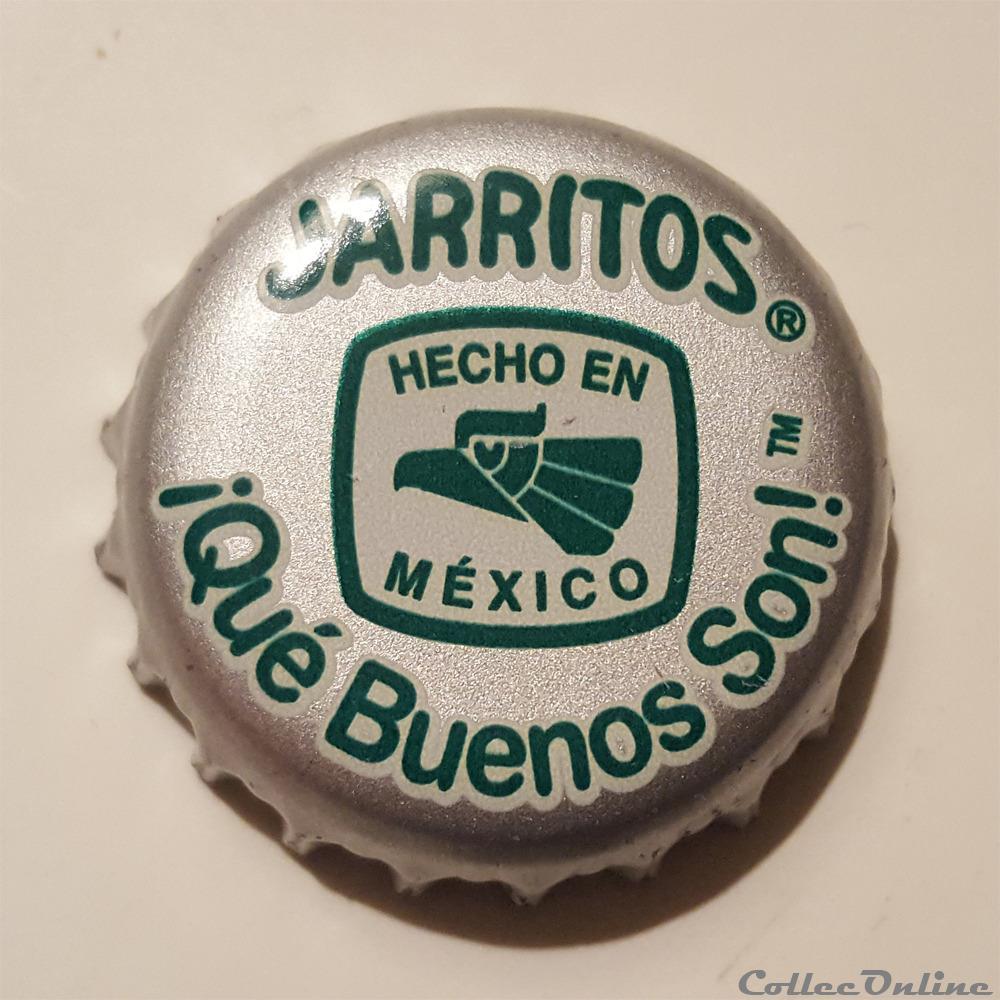 JARRITOS®
HECHO EN
MÉXICO
¡Qué Buenos Son!™
CollecOnline